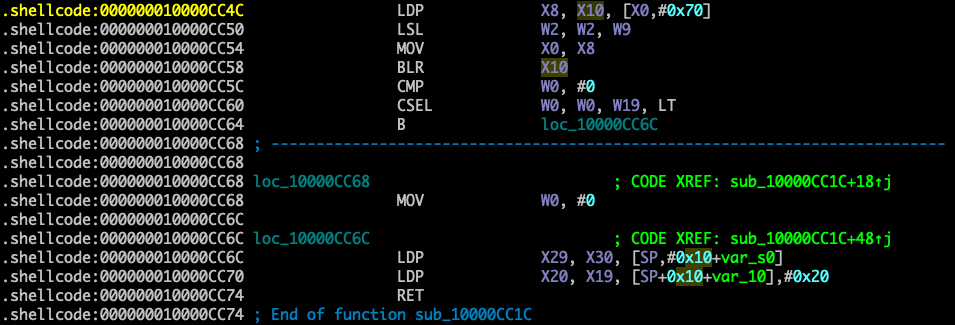 .shellcode:000000010000CC4C LDP X8, X10, [X0,#0x70]
.shellcode:000000010000CC50 LSL W2, W2, W9
.shellcode:000000010000CC54 MOV X0, X8
.shellcode:000000010000CC58 BLR X10
.shellcode:000000010000CC5C CMP W0, #0
.shellcode:000000010000CC60 CSEL W0, W0, W19, LT
.shellcode:000000010000CC64 B loc_10000CC6C
.shellcode:000000010000CC68 ; ---------------------------------------------------------------------------
.shellcode:000000010000CC68
.shellcode:000000010000CC68 loc_10000CC68 ; CODE XREF: sub_10000CC1C+18↑j
.shellcode:000000010000CC68 MOV W0, #0
.shellcode:000000010000CC6C
.shellcode:000000010000CC6C loc_10000CC6C ; CODE XREF: sub_10000CC1C+48↑j
.shellcode:000000010000CC6C LDP X29, X30, [SP,#0x10+var_s0]
.shellcode:000000010000CC70 LDP X20, X19, [SP+0x10+var_10],#0x20
.shellcode:000000010000CC74 RET
.shellcode:000000010000CC74 ; End of function sub_10000CC1C